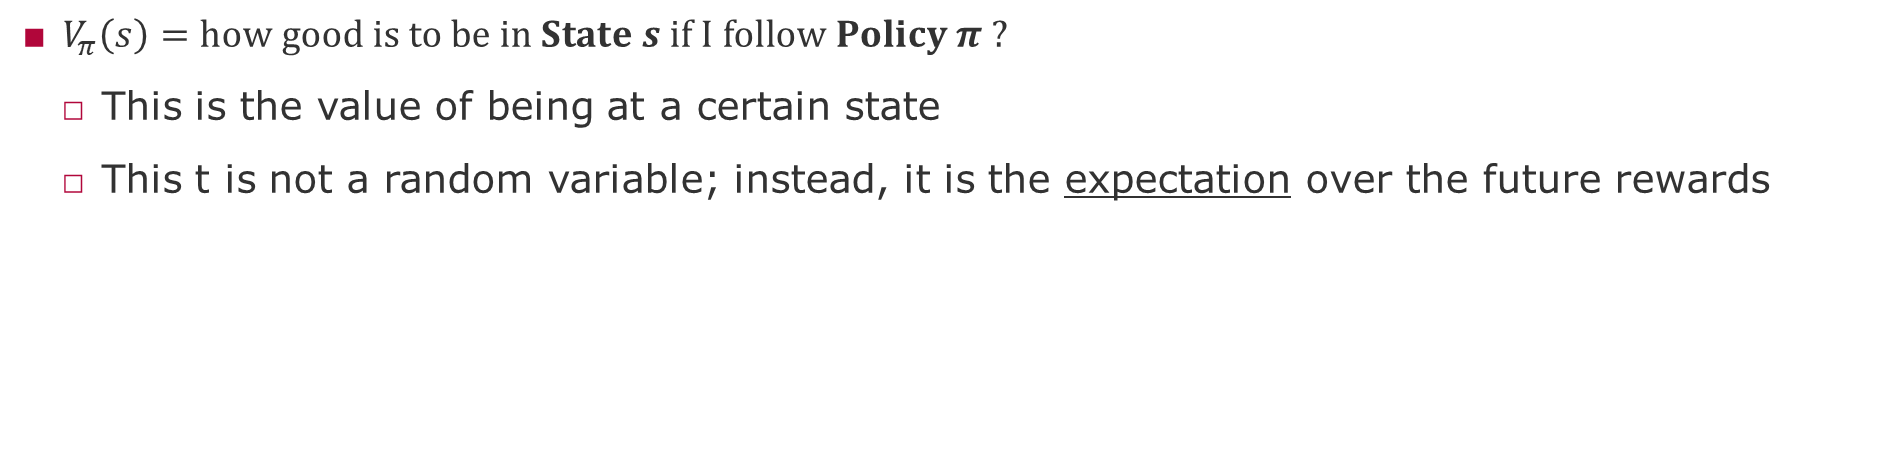 V_π(s) = how good is to be in State s if I follow Policy π ?
This is the value of being at a certain state
This t is not a random variable; instead, it is the expectation over the future rewards